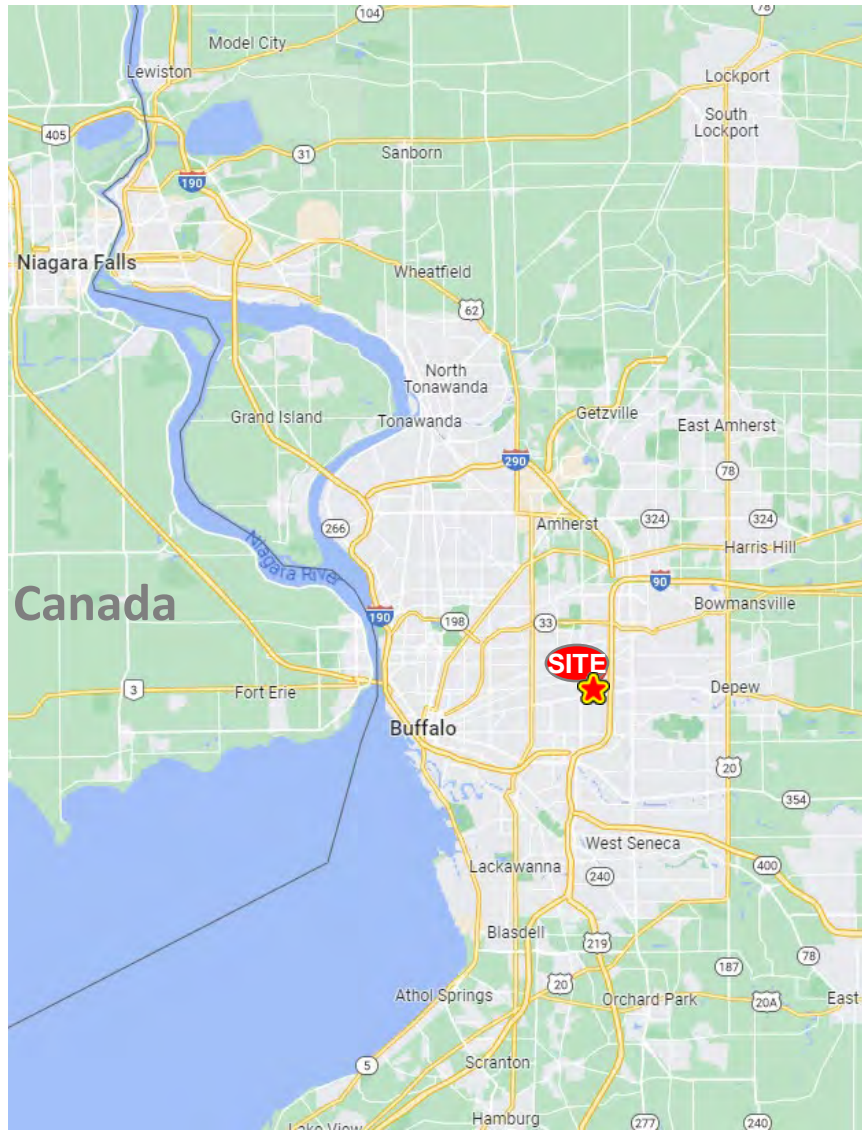 104
78
Model City
Lewiston
Lockport
South
Lockport
405
31
Sanborn
190
Niagara Falls
Wheatfield
62
North
Tonawanda
Grand Island
Tonawanda
Getzville
East Amherst
290
78
266
Amherst
324
324
Harris Hill
Niagara River
90
Canada
190
198
33
Bowmansville
SITE
3
Fort Erie
Depew
Buffalo
20
354
West Seneca
Lackawanna
240
400
Blasdell
219
78
187
20
Athol Springs
Orchard Park
20A
East
5
Scranton
Lake View
Hamburg
277
240